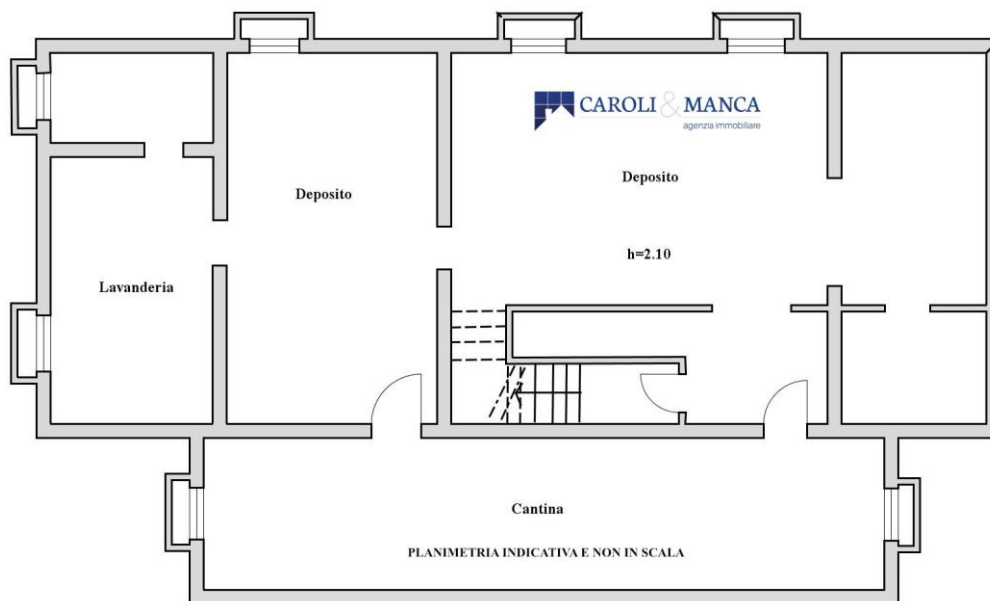 CAROLI & MANCA
agenzia immobiliare
Deposito
Deposito
h=2.10
Lavanderia
Cantina
PLANIMETRIA INDICATIVA E NON IN SCALA